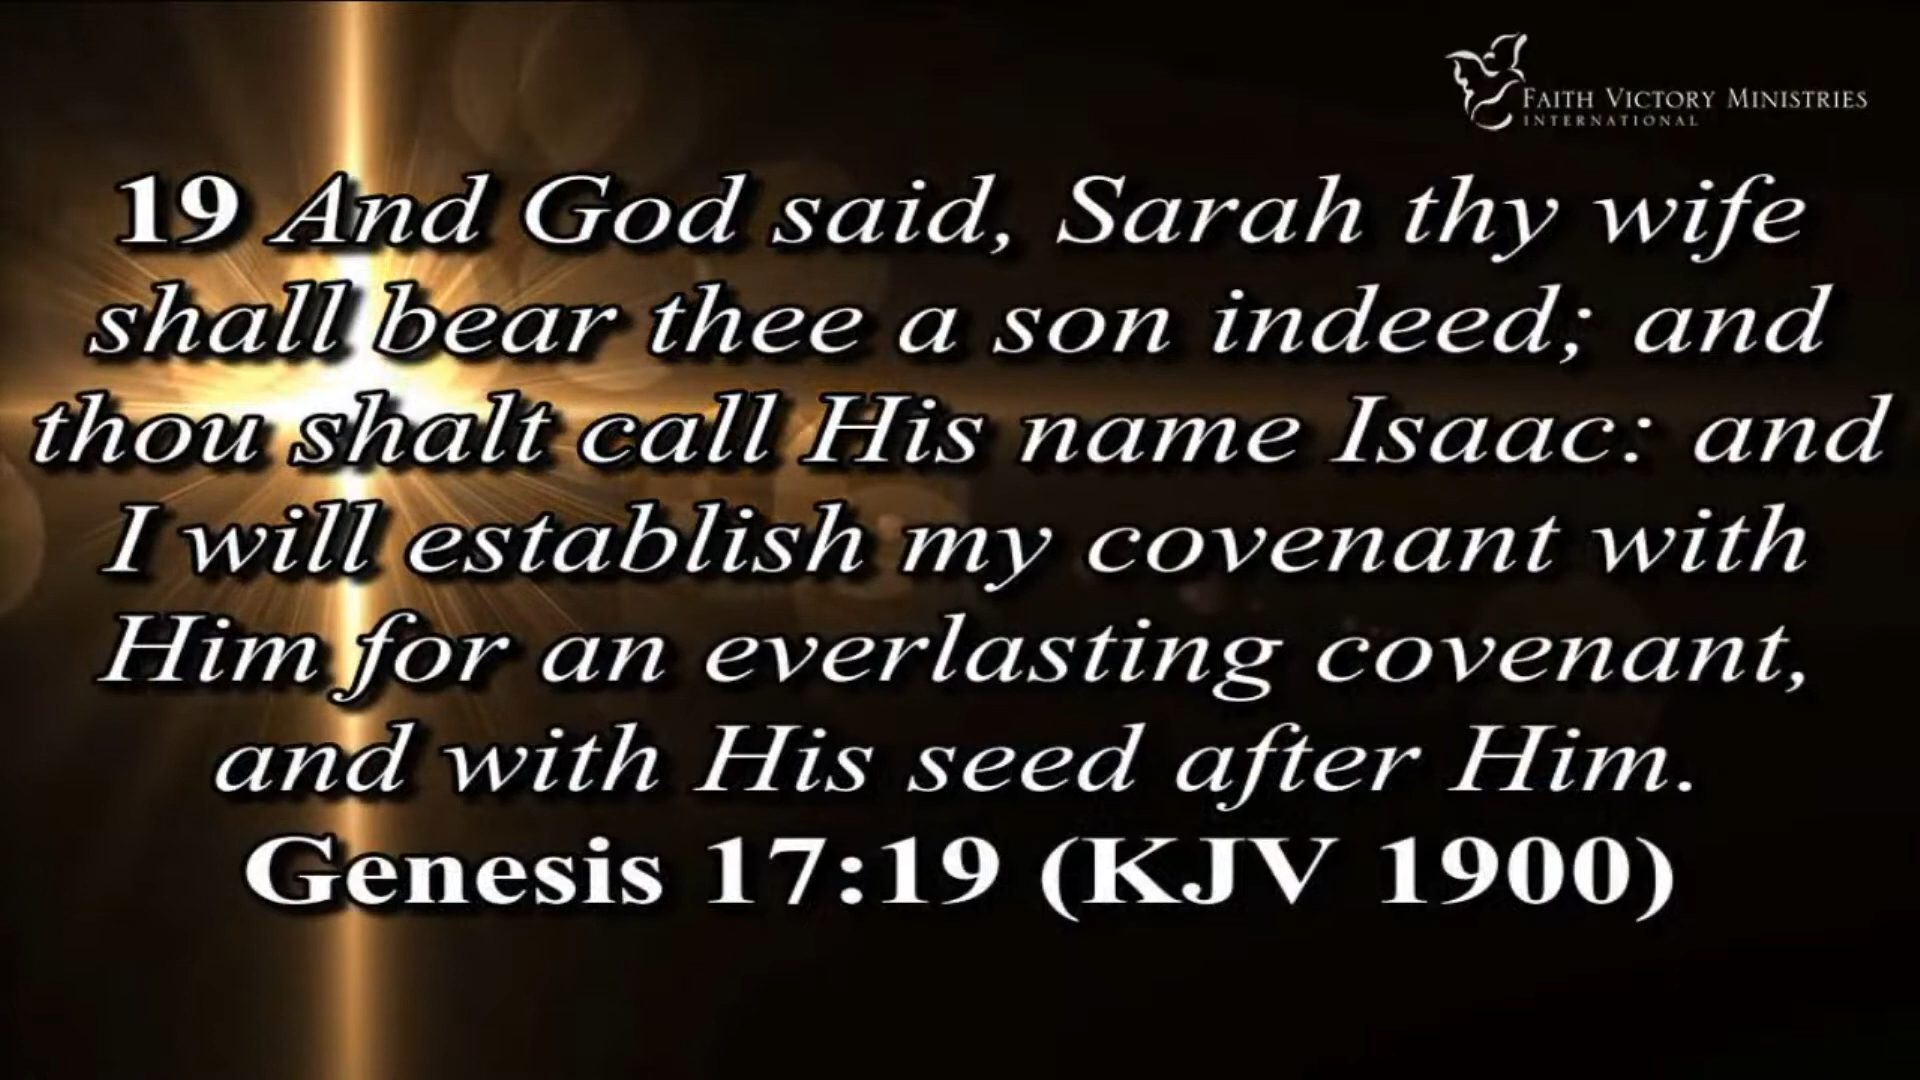 FAITH VICTORY MINISTRIES
INTERNATIONAL
19 And God said, Sarah thy wife
shall bear thee a son indeed; and
thou shalt call His name Isaac: and
I will establish my covenant with
Him for an everlasting covenant,
and with His seed after Him.
Genesis 17:19 (KJV 1900)